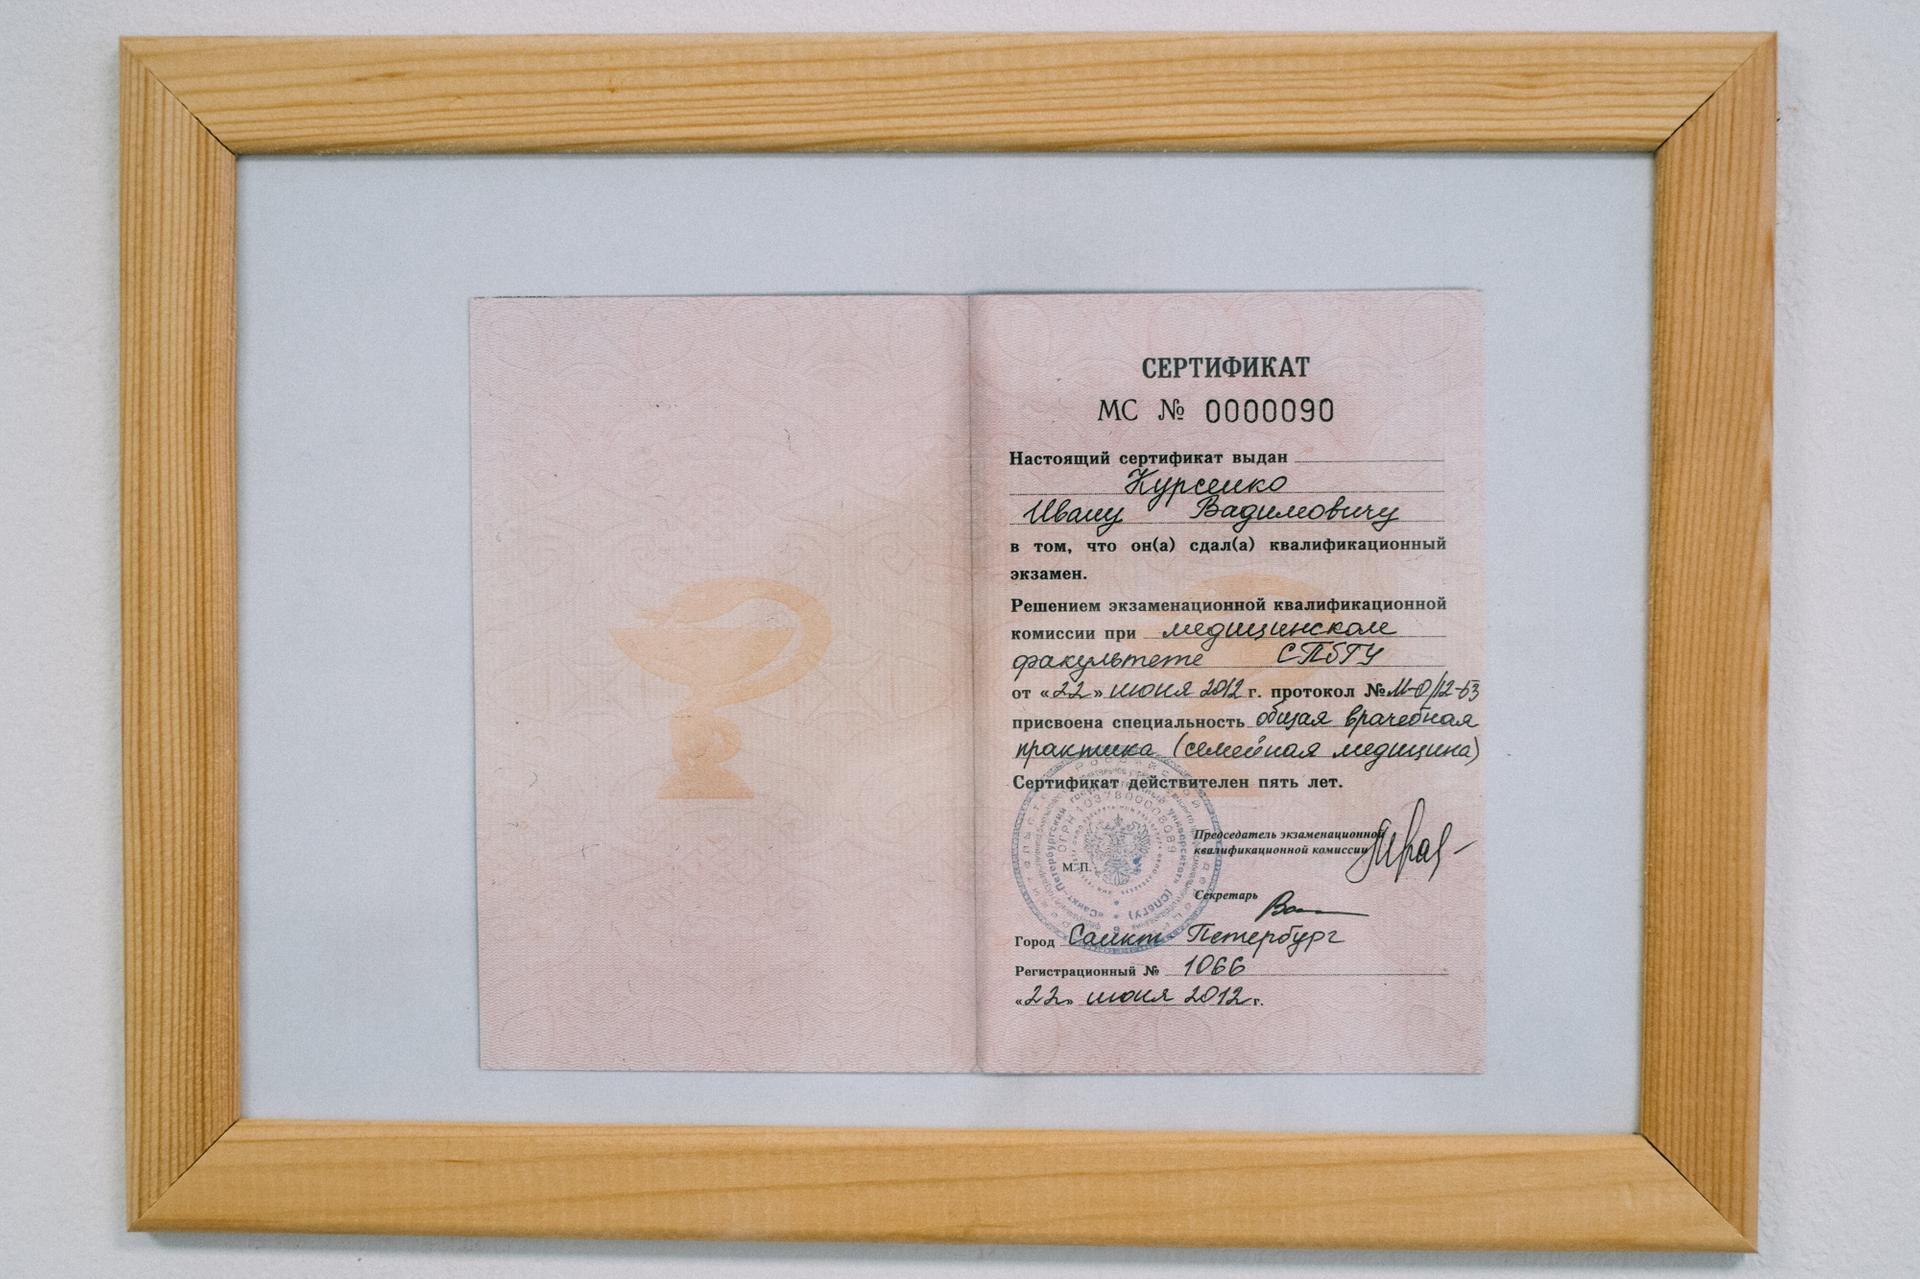 СЕРТИФИКАТ
МС № 0000090
Настоящий сертификат выдан
Курсенко
Ивану Вадимовичу
в том, что он(а) сдал(а) квалификационный
экзамен.
Решением экзаменационной квалификационной
комиссии при медицинском
факультете СПбГУ
от «22» июня 2012 г. протокол № М-О/12-53
присвоена специальность общая врачебная
практика (семейная медицина)
Сертификат действителен пять лет.
Председатель экзаменационной
квалификационной комиссии
М. П.
Секретарь
Город Санкт Петербург
Регистрационный № 1066
«22» июня 2012 г.